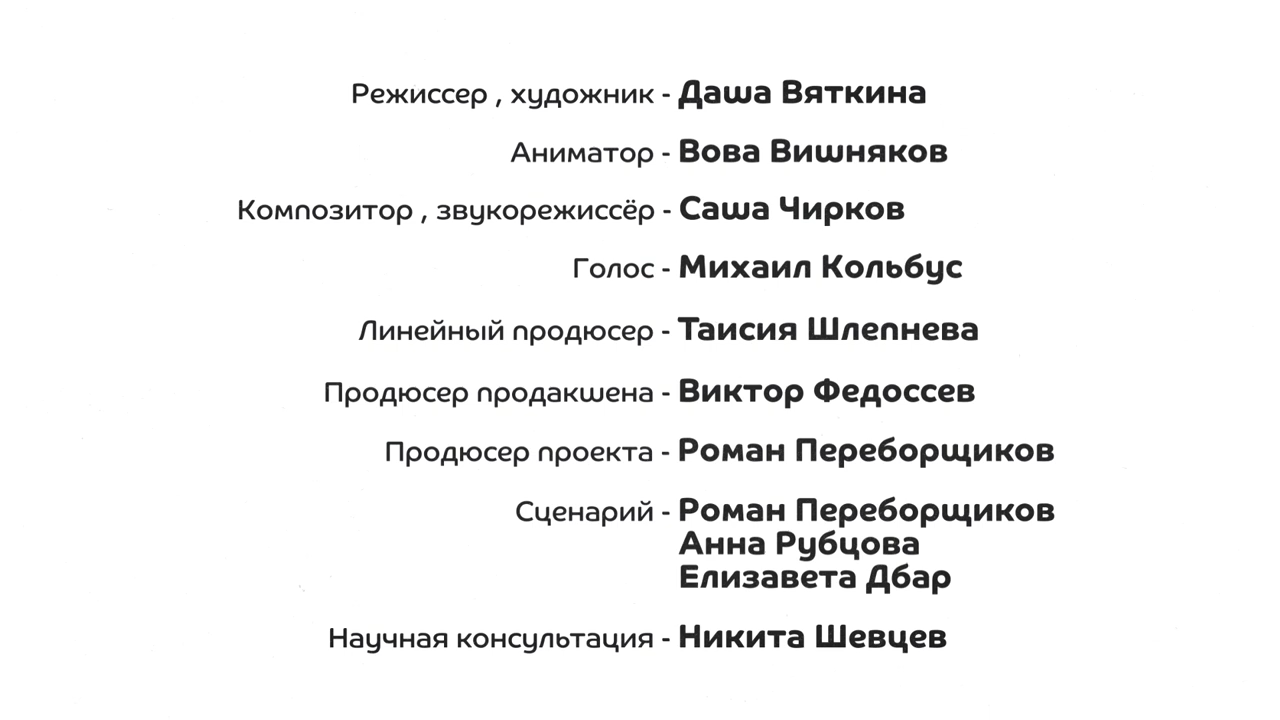 Режиссер , художник - Даша Вяткина
Аниматор - Вова Вишняков
Композитор , звукорежиссёр - Саша Чирков
Голос - Михаил Кольбус
Линейный продюсер - Таисия Шлепнева
Продюсер продакшена - Виктор Федоссев
Продюсер проекта - Роман Переборщиков
Сценарий - Роман Переборщиков
Анна Рубцова
Елизавета Дбар
Научная консультация - Никита Шевцев